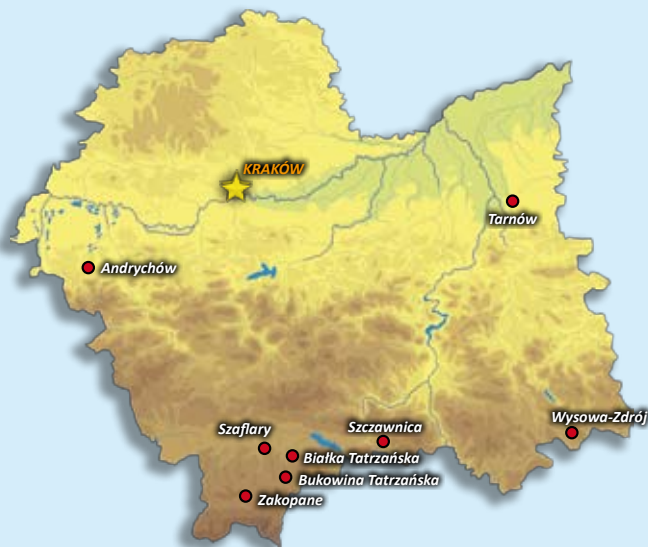 KRAKÓW
Tarnów
Andrychów
Wysowa-Zdrój
Szaflary
Szczawnica
Białka Tatrzańska
Bukowina Tatrzańska
Zakopane